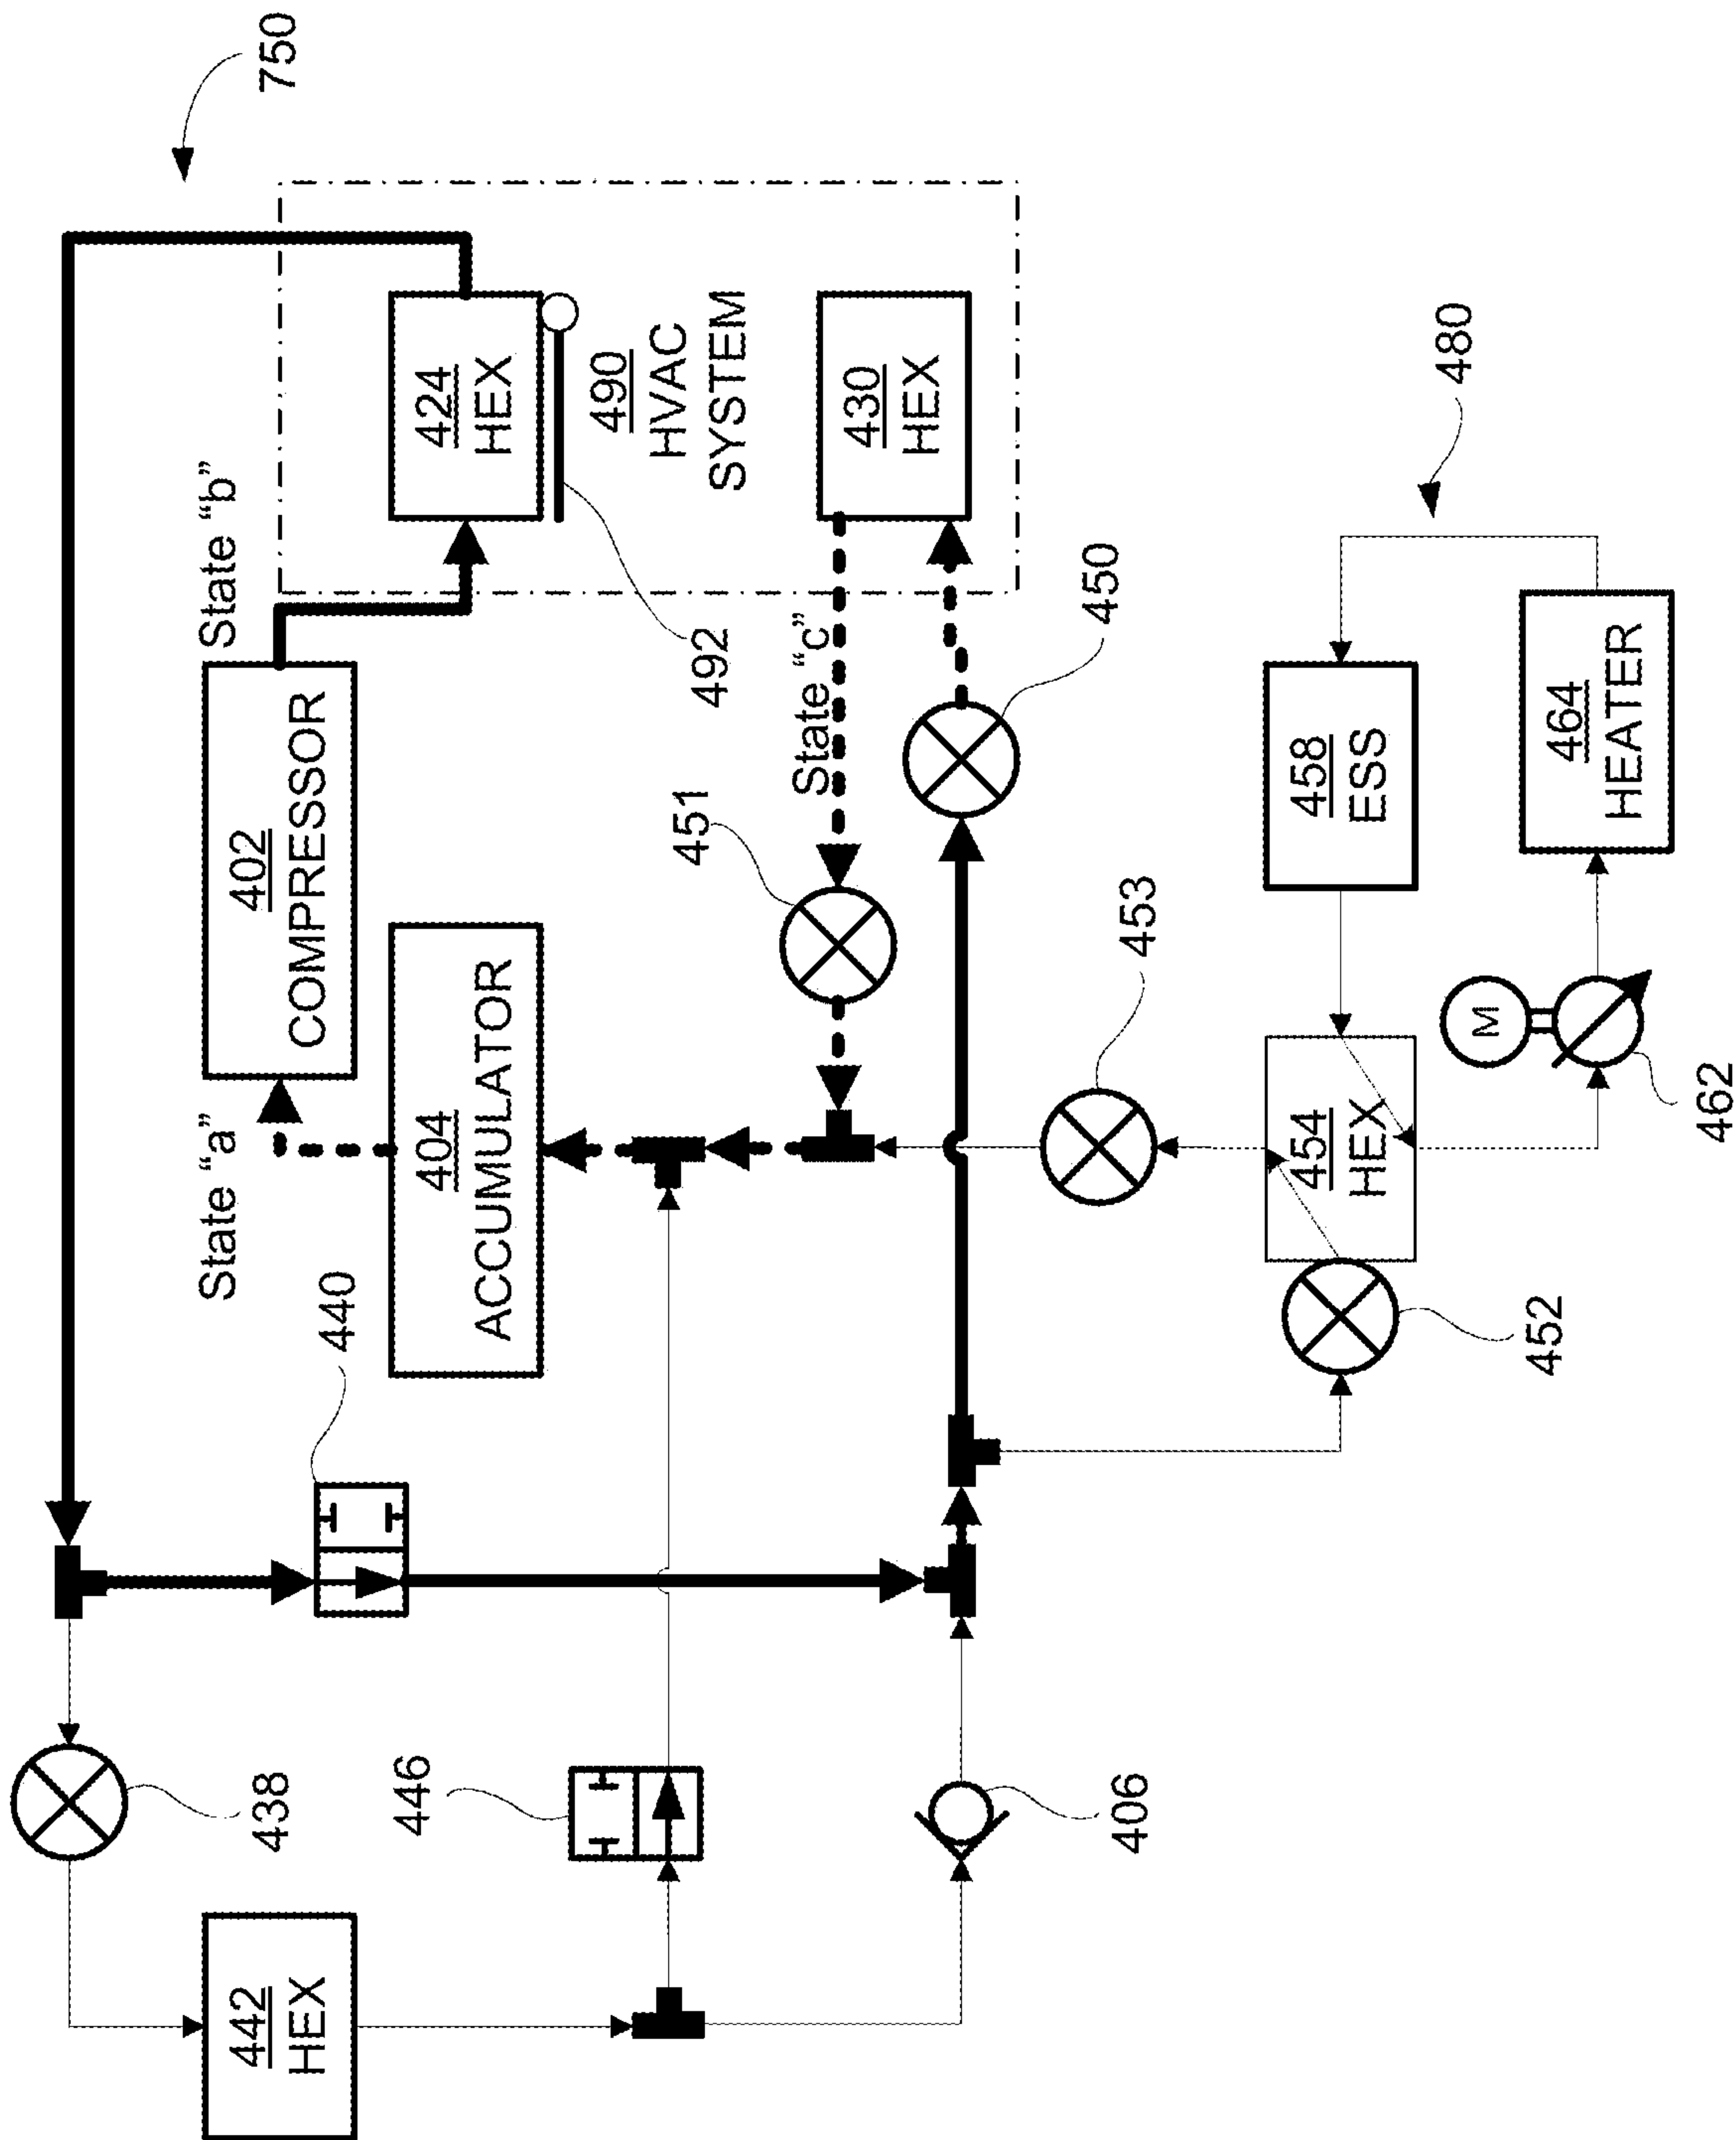 750
State "b"
State "a"
402
COMPRESSOR
424
HEX
490
HVAC
SYSTEM
430
HEX
492
State "c"
404
ACCUMULATOR
451
450
440
438
442
HEX
446
406
453
480
458
ESS
464
HEATER
454
HEX
M
462
452